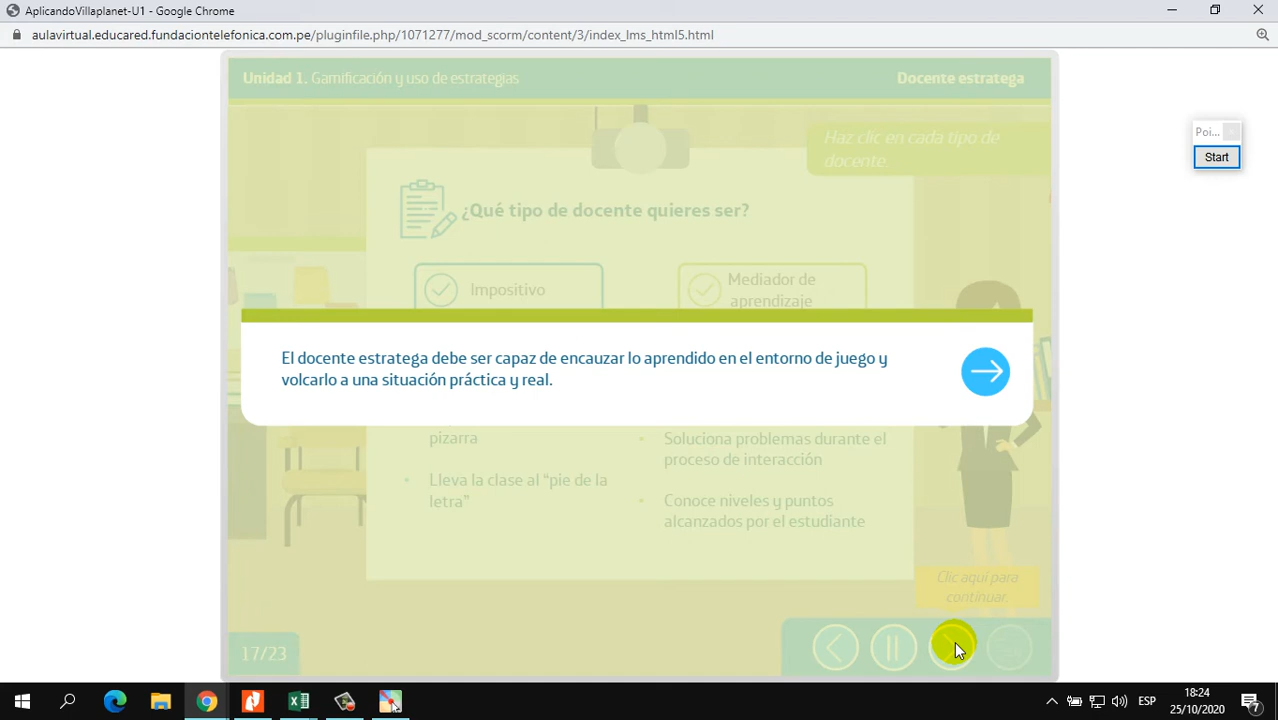 AplicandoVillaplanet-U1 - Google Chrome
aulavirtual.educared.fundaciontelefonica.com.pe/pluginfile.php/1071277/mod_scorm/content/3/index_lms_html5.html
Unidad 1. Gamificación y uso de estrategias
Docente estratega
Poi...
Start
Haz clic en cada tipo de
docente.
¿Qué tipo de docente quieres ser?
Impositivo
Mediador de
aprendizaje
El docente estratega debe ser capaz de encauzar lo aprendido en el entorno de juego y
volcarlo a una situación práctica y real.
pizarra
• Lleva la clase al “pie de la
letra”
• Soluciona problemas durante el
proceso de interacción
• Conoce niveles y puntos
alcanzados por el estudiante
Clic aquí para
continuar.
17/23
ESP
18:24
25/10/2020
7